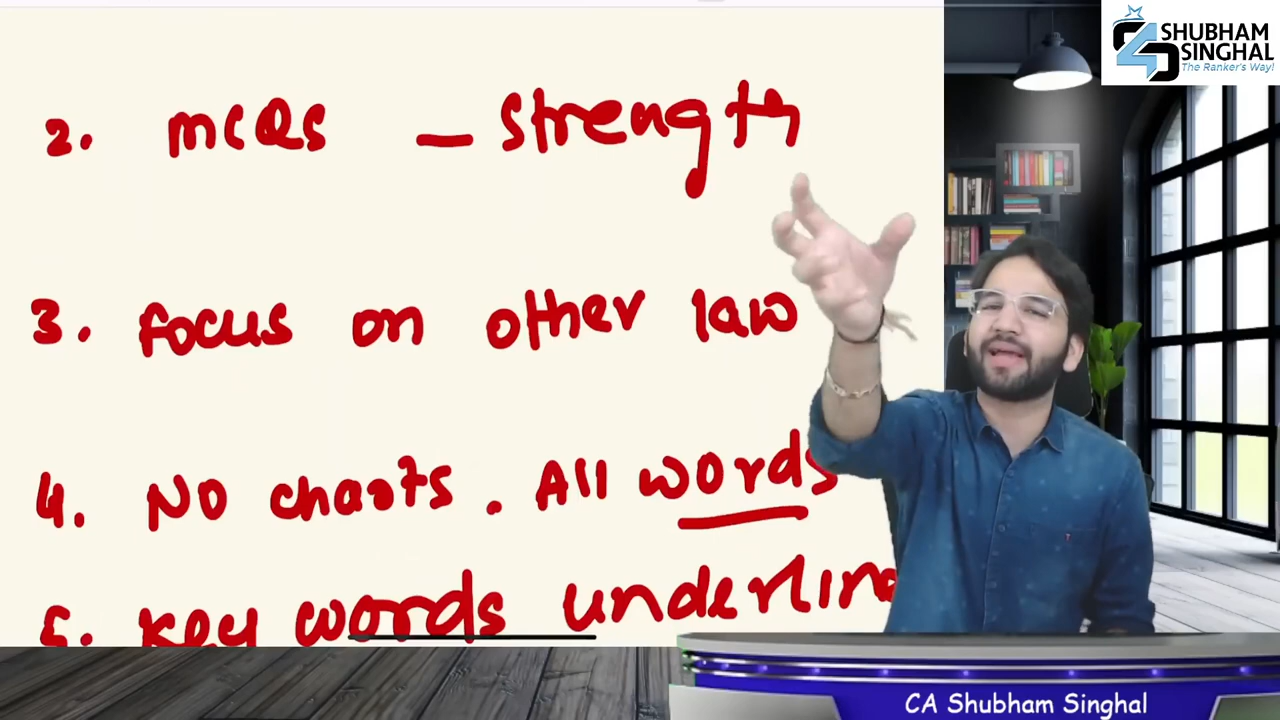 2. MCQs - Strength
3. Focus on other law
4. No charts. All words
5. Key words underline
SHUBHAM
SINGHAL
The Ranker's Way!
CA Shubham Singhal